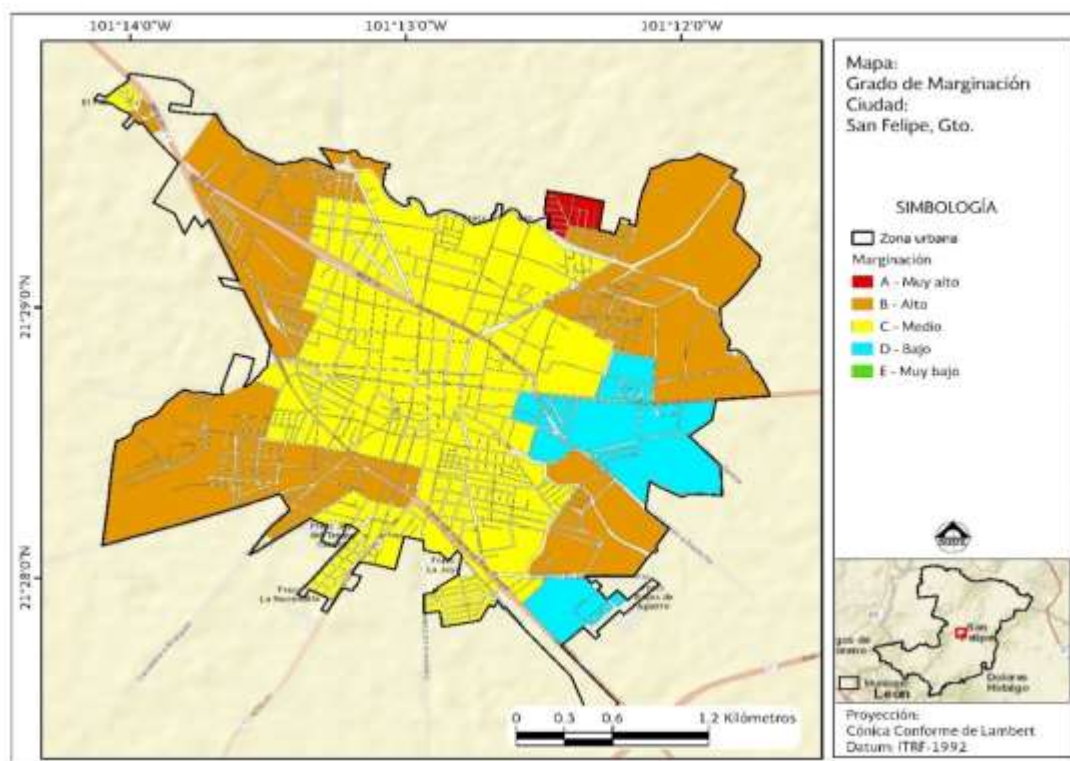 101°14'0"W
101°13'0"W
101°12'0"W
21°29'0"N
21°28'0"N
Mapa:
Grado de Marginación
Ciudad:
San Felipe, Gto.
SIMBOLOGÍA
Zona urbana
Marginación
A - Muy alto
B - Alto
C - Medio
D - Bajo
E - Muy bajo
0 0.3 0.6 1.2 Kilómetros
San
Felipe
León
Dolores
Hidalgo
Proyección:
Cónica Conforme de Lambert
Datum: ITRF-1992